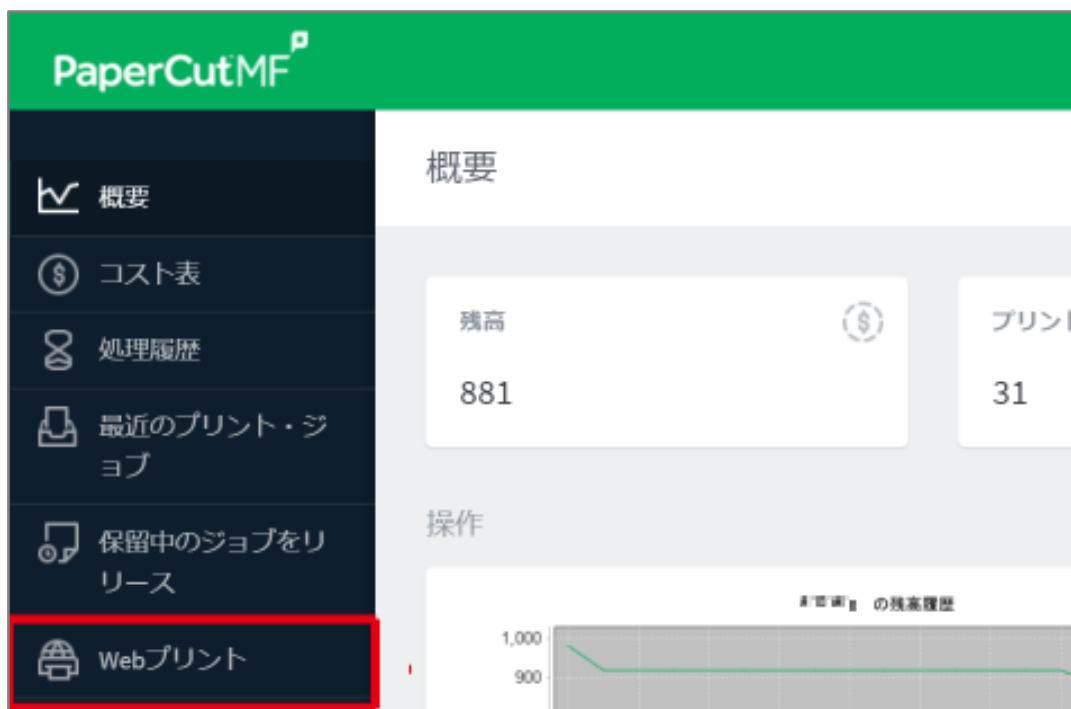 PaperCut MF
概要
コスト表
処理履歴
最近のプリント・ジ
ョブ
保留中のジョブをリ
リース
Webプリント
概要
残高
881
プリント
31
操作
の残高履歴
1,000
900